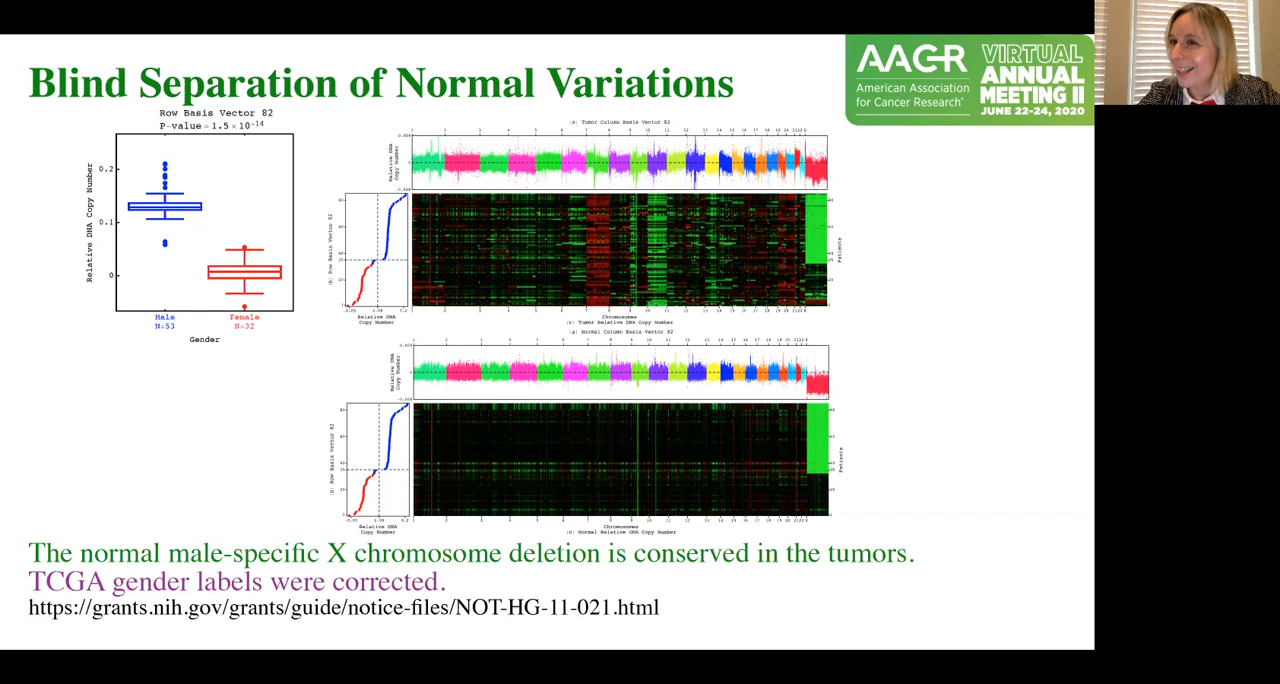 Blind Separation of Normal Variations
AACR
American Association
for Cancer Research®
VIRTUAL
ANNUAL
MEETING II
JUNE 22-24, 2020
Row Basis Vector 82
P-value = 1.5 × 10⁻¹⁴
Relative DNA Copy Number
0.2
0.1
0
Male
N=53
Female
N=32
Gender
(a) Tumor Column Basis Vector 82
Relative DNA
Copy Number
(b) Row Basis Vector 82
Relative DNA
Copy Number
Patients
Chromosomes
(c) Tumor Relative DNA Copy Number
(a) Normal Column Basis Vector 82
Relative DNA
Copy Number
(b) Row Basis Vector 82
Relative DNA
Copy Number
Patients
Chromosomes
(c) Normal Relative DNA Copy Number
The normal male-specific X chromosome deletion is conserved in the tumors.
TCGA gender labels were corrected.
https://grants.nih.gov/grants/guide/notice-files/NOT-HG-11-021.html